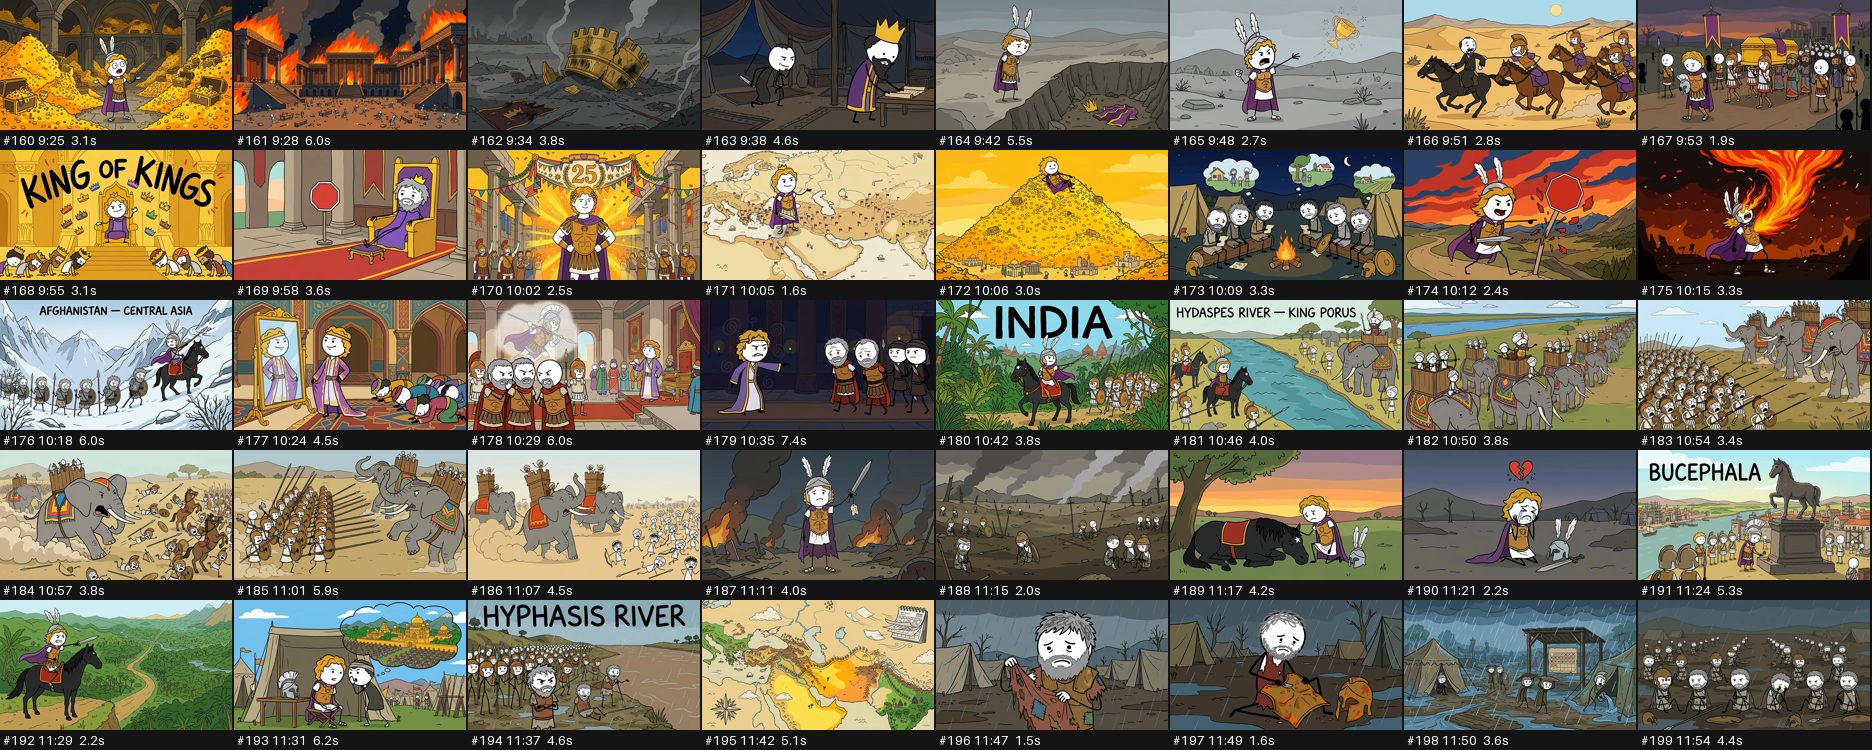 #160 9:25 3.1s
#161 9:28 6.0s
#162 9:34 3.8s
#163 9:38 4.6s
#164 9:42 5.5s
#165 9:48 2.7s
#166 9:51 2.8s
#167 9:53 1.9s
KING OF KINGS
25
#168 9:55 3.1s
#169 9:58 3.6s
#170 10:02 2.5s
#171 10:05 1.6s
#172 10:06 3.0s
#173 10:09 3.3s
#174 10:12 2.4s
#175 10:15 3.3s
AFGHANISTAN — CENTRAL ASIA
INDIA
HYDASPES RIVER — KING PORUS
#176 10:18 6.0s
#177 10:24 4.5s
#178 10:29 6.0s
#179 10:35 7.4s
#180 10:42 3.8s
#181 10:46 4.0s
#182 10:50 3.8s
#183 10:54 3.4s
BUCEPHALA
#184 10:57 3.8s
#185 11:01 5.9s
#186 11:07 4.5s
#187 11:11 4.0s
#188 11:15 2.0s
#189 11:17 4.2s
#190 11:21 2.2s
#191 11:24 5.3s
HYPHASIS RIVER
#192 11:29 2.2s
#193 11:31 6.2s
#194 11:37 4.6s
#195 11:42 5.1s
#196 11:47 1.5s
#197 11:49 1.6s
#198 11:50 3.6s
#199 11:54 4.4s